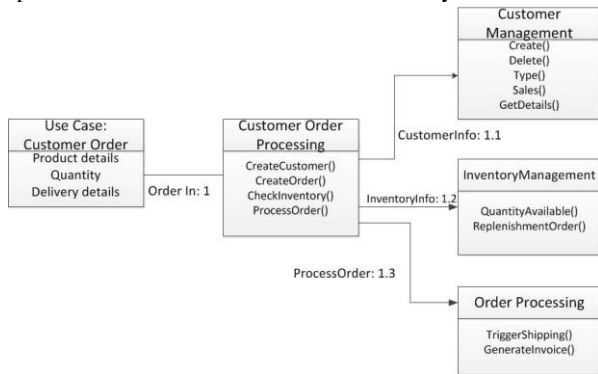 Use Case:
Customer Order
Product details
Quantity
Delivery details
Order In: 1
Customer Order
Processing
CreateCustomer()
CreateOrder()
CheckInventory()
ProcessOrder()
CustomerInfo: 1.1
InventoryInfo: 1.2
ProcessOrder: 1.3
Customer
Management
Create()
Delete()
Type()
Sales()
GetDetails()
InventoryManagement
QuantityAvailable()
ReplenishmentOrder()
Order Processing
TriggerShipping()
GenerateInvoice()